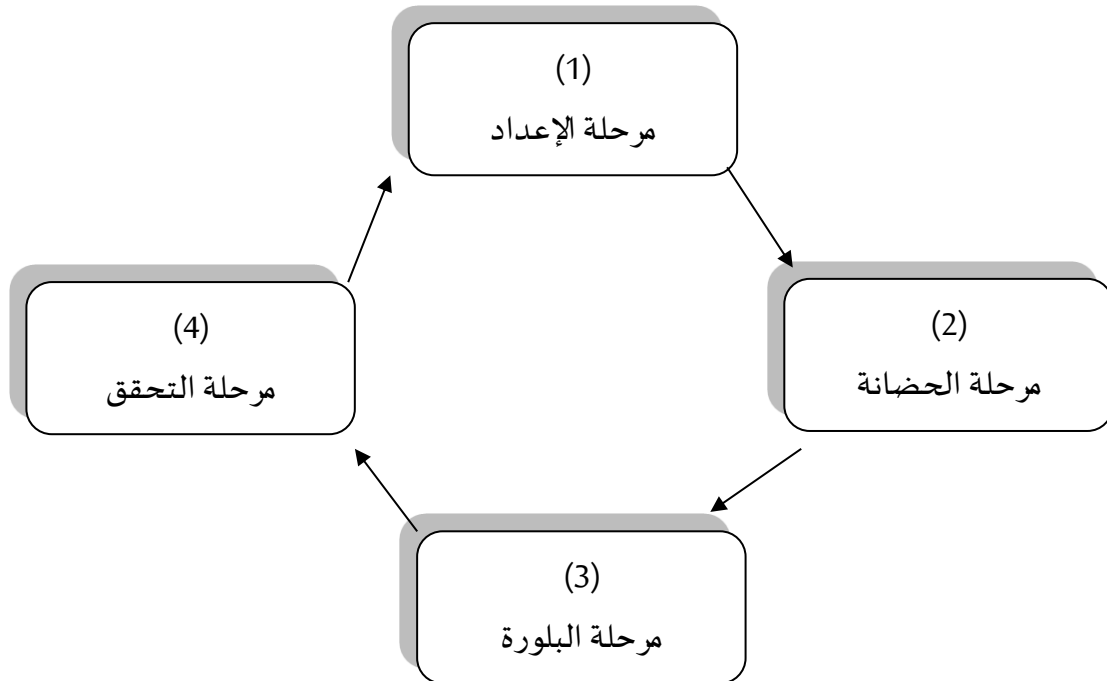 (1)
مرحلة الإعداد
(2)
مرحلة الحضانة
(3)
مرحلة البلورة
(4)
مرحلة التحقق